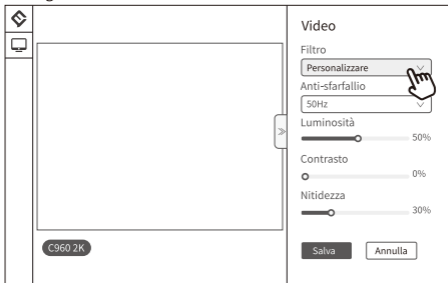 Video
Filtro
Personalizzare
Anti-sfarfallio
50Hz
Luminosità
50%
Contrasto
0%
Nitidezza
30%
C960 2K
Salva
Annulla